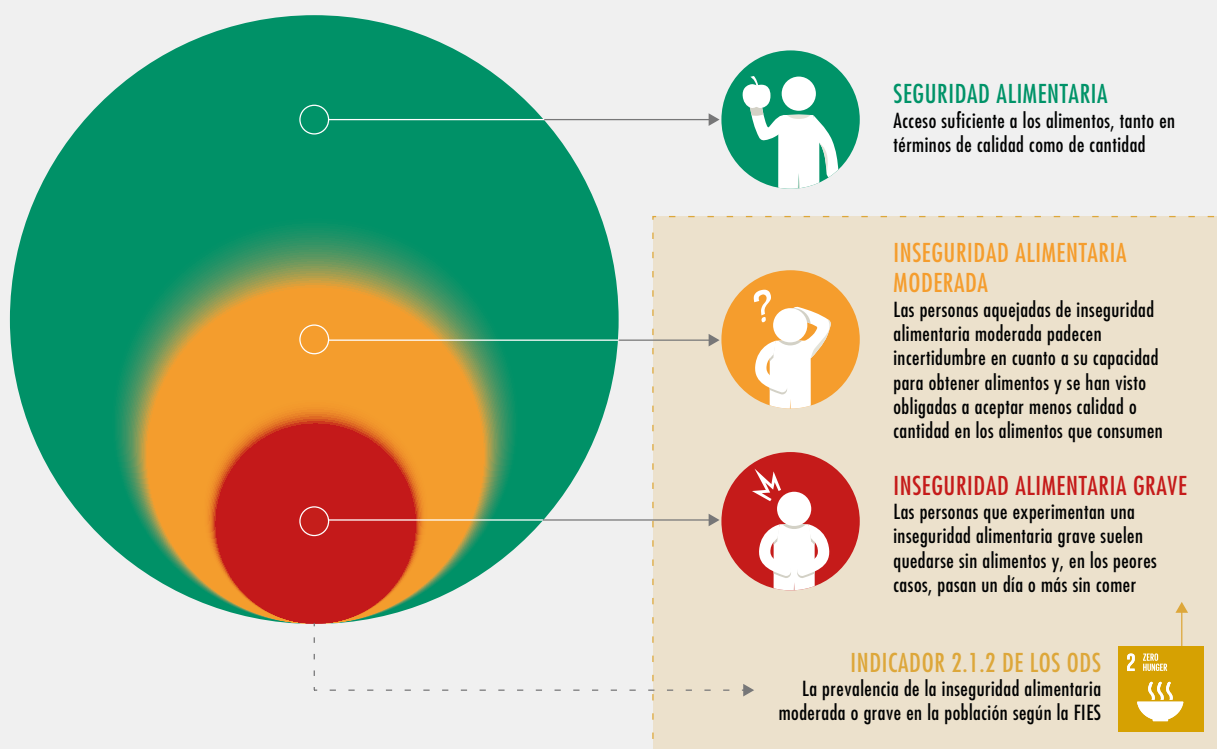 SEGURIDAD ALIMENTARIA
Acceso suficiente a los alimentos, tanto en
términos de calidad como de cantidad
?
INSEGURIDAD ALIMENTARIA
MODERADA
Las personas aquejadas de inseguridad
alimentaria moderada padecen
incertidumbre en cuanto a su capacidad
para obtener alimentos y se han visto
obligadas a aceptar menos calidad o
cantidad en los alimentos que consumen
INSEGURIDAD ALIMENTARIA GRAVE
Las personas que experimentan una
inseguridad alimentaria grave suelen
quedarse sin alimentos y, en los peores
casos, pasan un día o más sin comer
INDICADOR 2.1.2 DE LOS ODS
La prevalencia de la inseguridad alimentaria
moderada o grave en la población según la FIES
2 ZERO
HUNGER